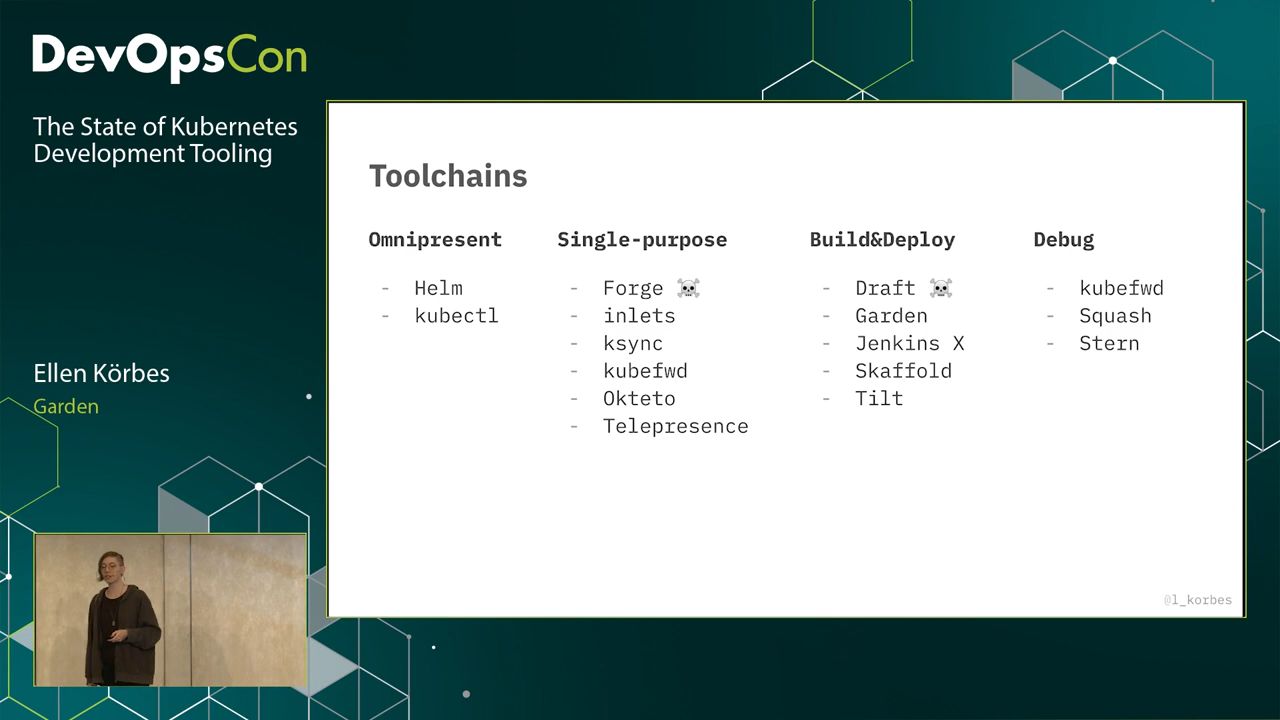 DevOpsCon
The State of Kubernetes
Development Tooling
Ellen Körbes
Garden
Toolchains
Omnipresent
- Helm
- kubectl
Single-purpose
- Forge ☠
- inlets
- ksync
- kubefwd
- Okteto
- Telepresence
Build&Deploy
- Draft ☠
- Garden
- Jenkins X
- Skaffold
- Tilt
Debug
- kubefwd
- Squash
- Stern
@l_korbes